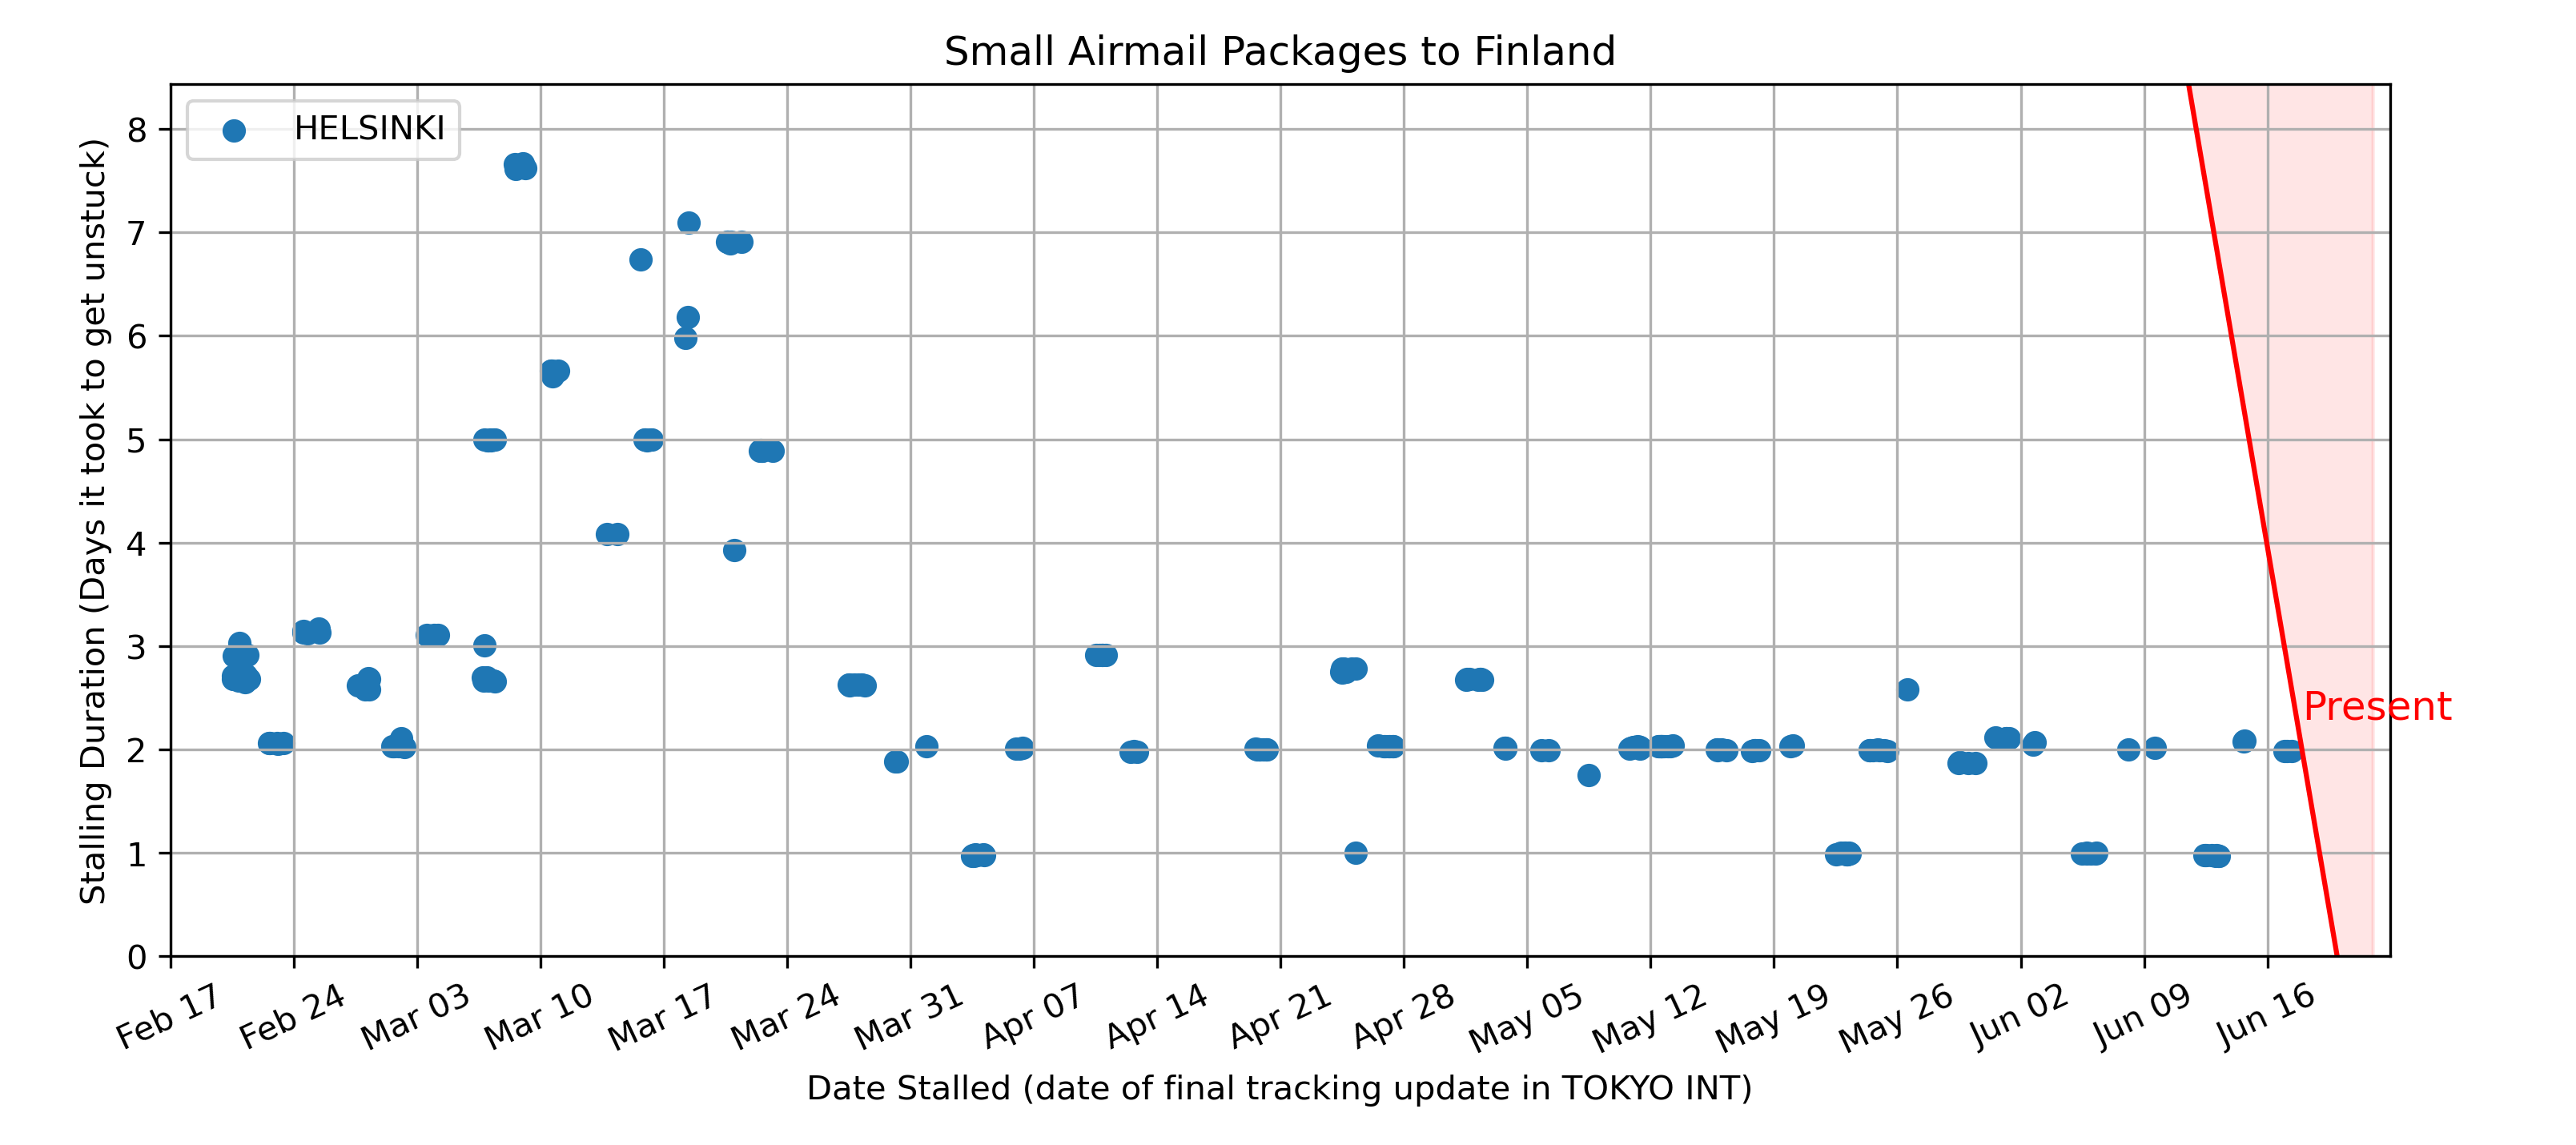 Small Airmail Packages to Finland
HELSINKI
Stalling Duration (Days it took to get unstuck)
8
7
6
5
4
3
2
1
0
Present
Feb 17
Feb 24
Mar 03
Mar 10
Mar 17
Mar 24
Mar 31
Apr 07
Apr 14
Apr 21
Apr 28
May 05
May 12
May 19
May 26
Jun 02
Jun 09
Jun 16
Date Stalled (date of final tracking update in TOKYO INT)